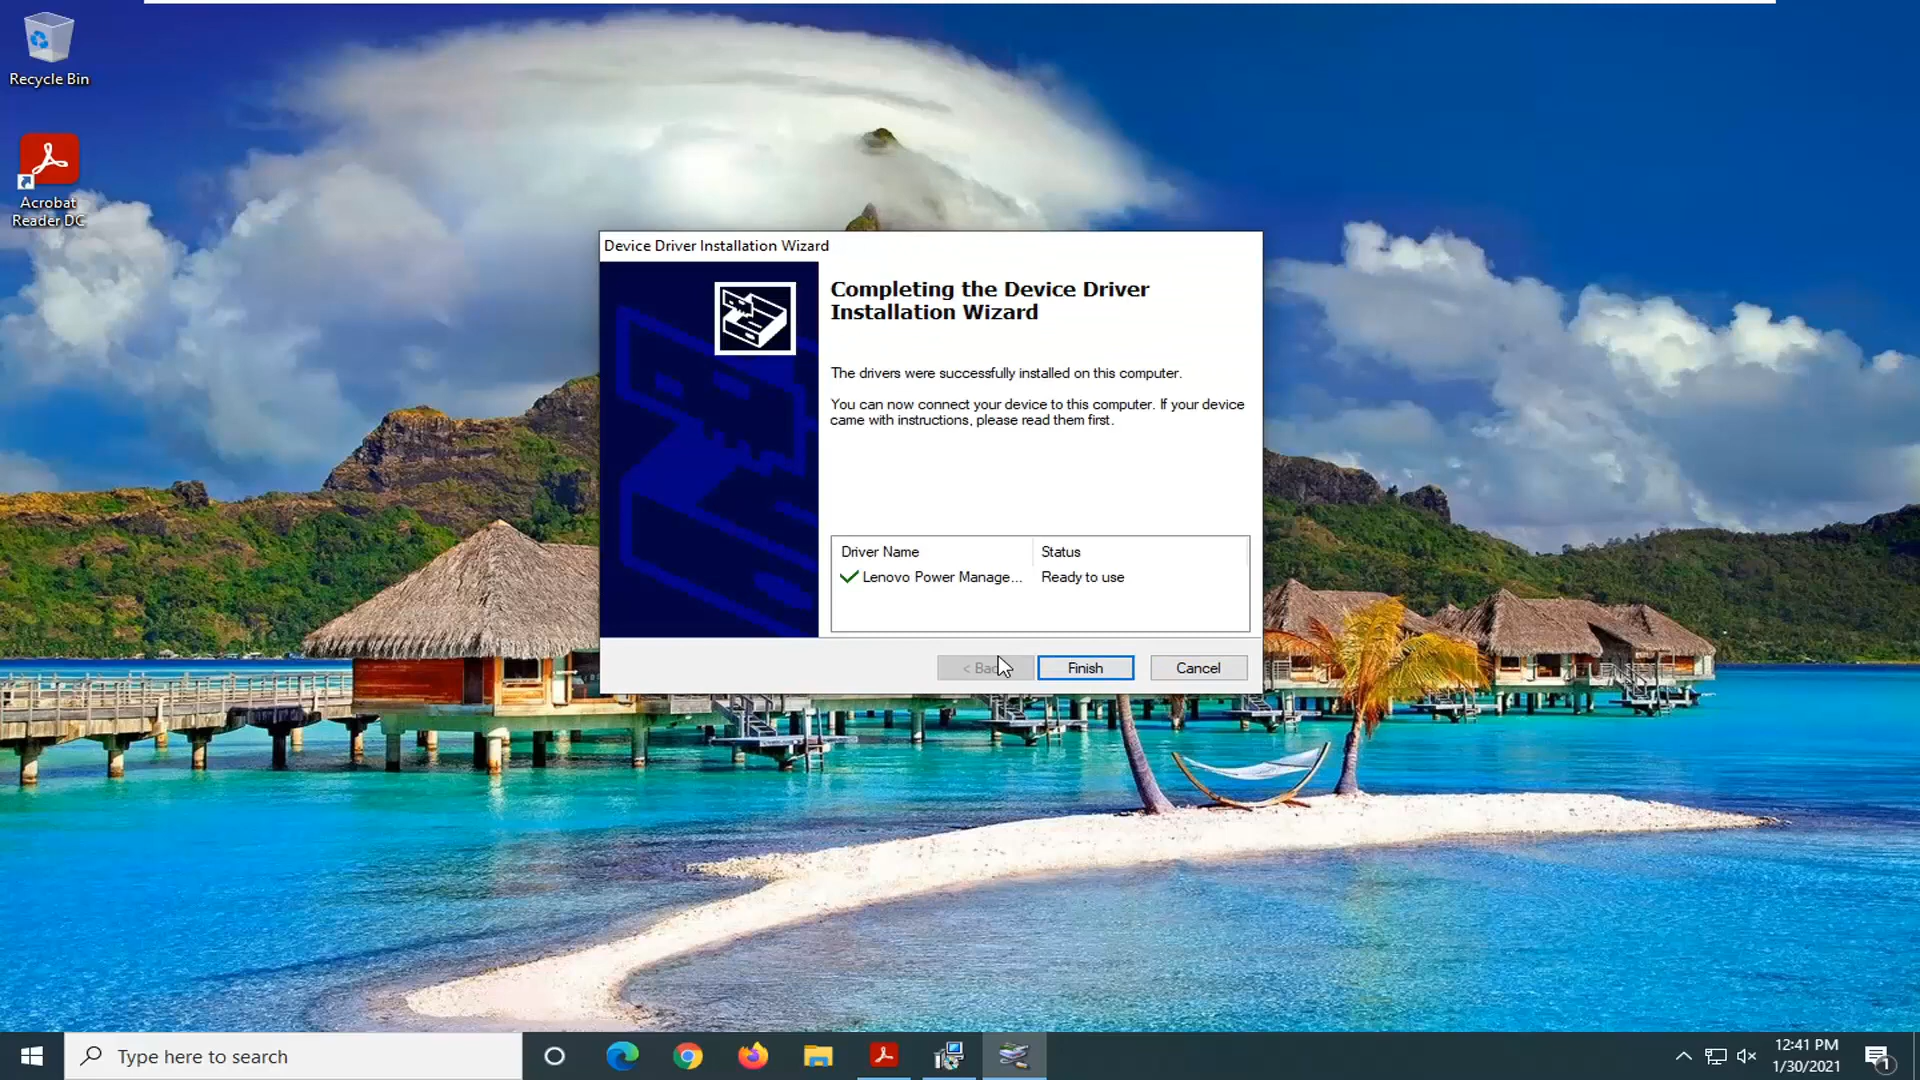 Recycle Bin
Acrobat
Reader DC
Device Driver Installation Wizard
Completing the Device Driver
Installation Wizard
The drivers were successfully installed on this computer.
You can now connect your device to this computer. If your device
came with instructions, please read them first.
Driver Name Status
Lenovo Power Manage... Ready to use
< Bac Finish Cancel
Type here to search
12:41 PM
1/30/2021
1